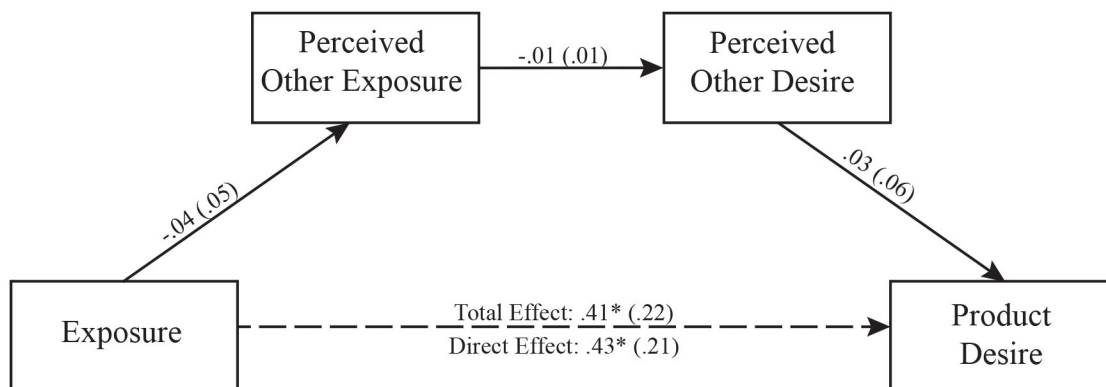 Perceived
Other Exposure
-.01 (.01)
Perceived
Other Desire
-.04 (.05)
.03 (.06)
Exposure
Total Effect: .41* (.22)
Direct Effect: .43* (.21)
Product
Desire